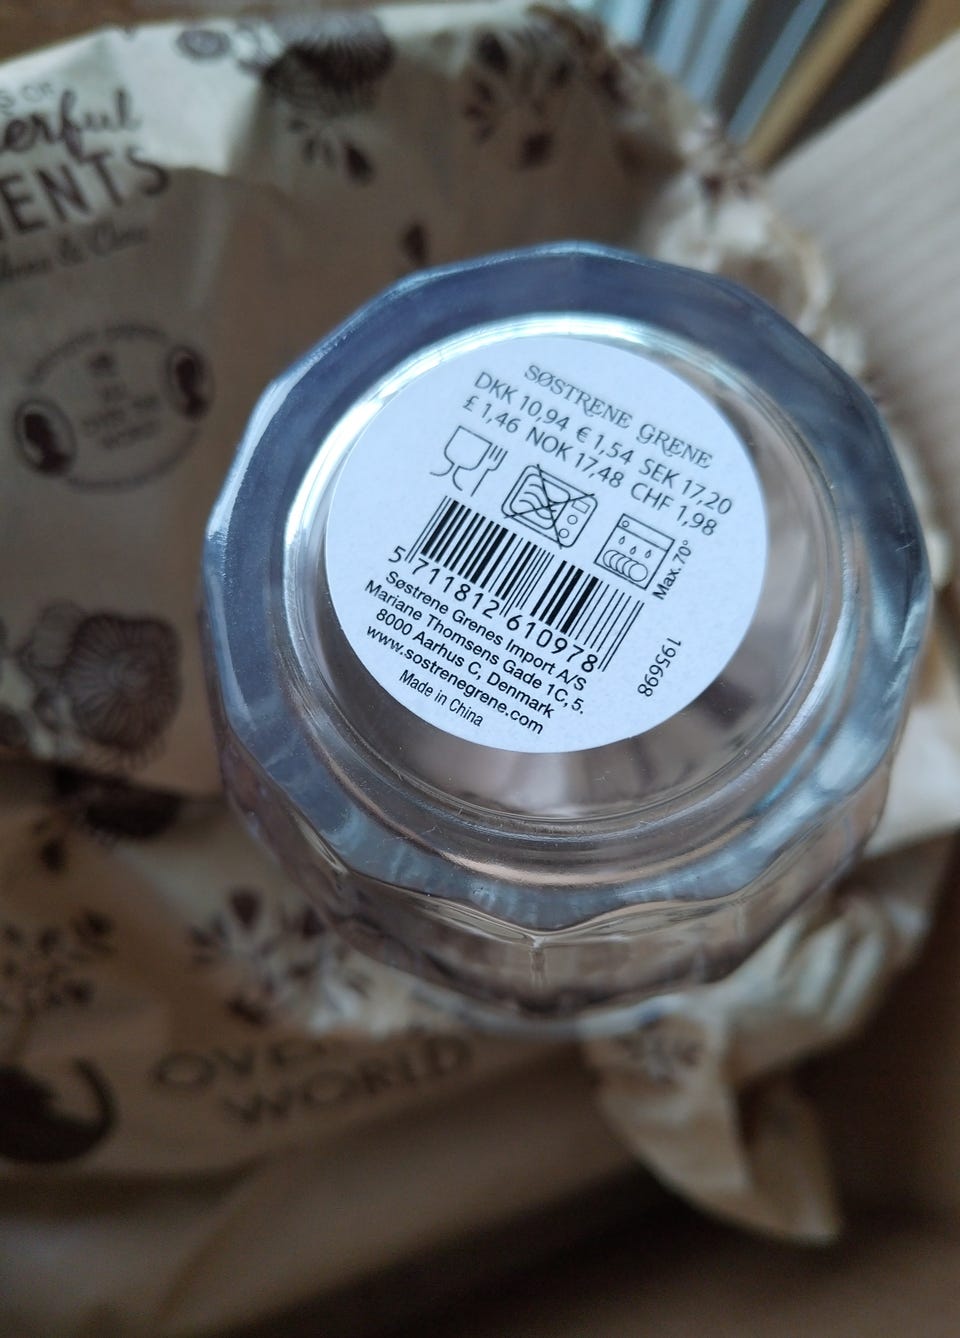 erful
ENTS
SØSTRENE GRENE
DKK 10,94 € 1,54 SEK 17,20
£ 1,46 NOK 17,48 CHF 1,98
Max. 70°
5 711812 610978
Søstrene Grenes Import A/S
Mariane Thomsens Gade 1C, 5.
8000 Aarhus C, Denmark
www.sostrenegrene.com
Made in China
195698
WORLD